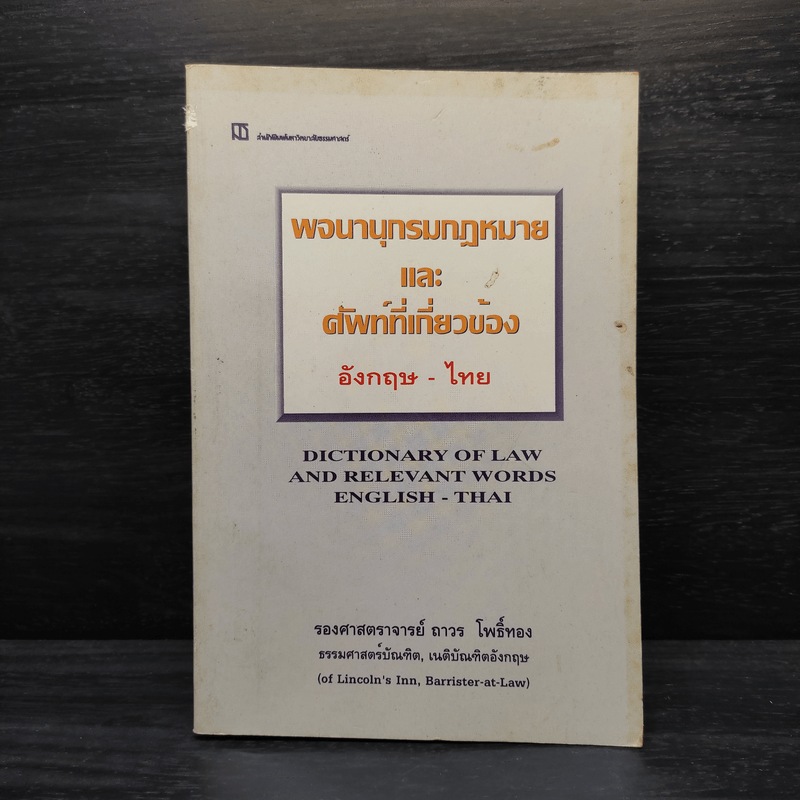 สำนักพิมพ์มหาวิทยาลัยธรรมศาสตร์
พจนานุกรมกฎหมาย
และ
ศัพท์ที่เกี่ยวข้อง
อังกฤษ - ไทย
DICTIONARY OF LAW
AND RELEVANT WORDS
ENGLISH - THAI
รองศาสตราจารย์ ถาวร โพธิ์ทอง
ธรรมศาสตร์บัณฑิต, เนติบัณฑิตอังกฤษ
(of Lincoln's Inn, Barrister-at-Law)